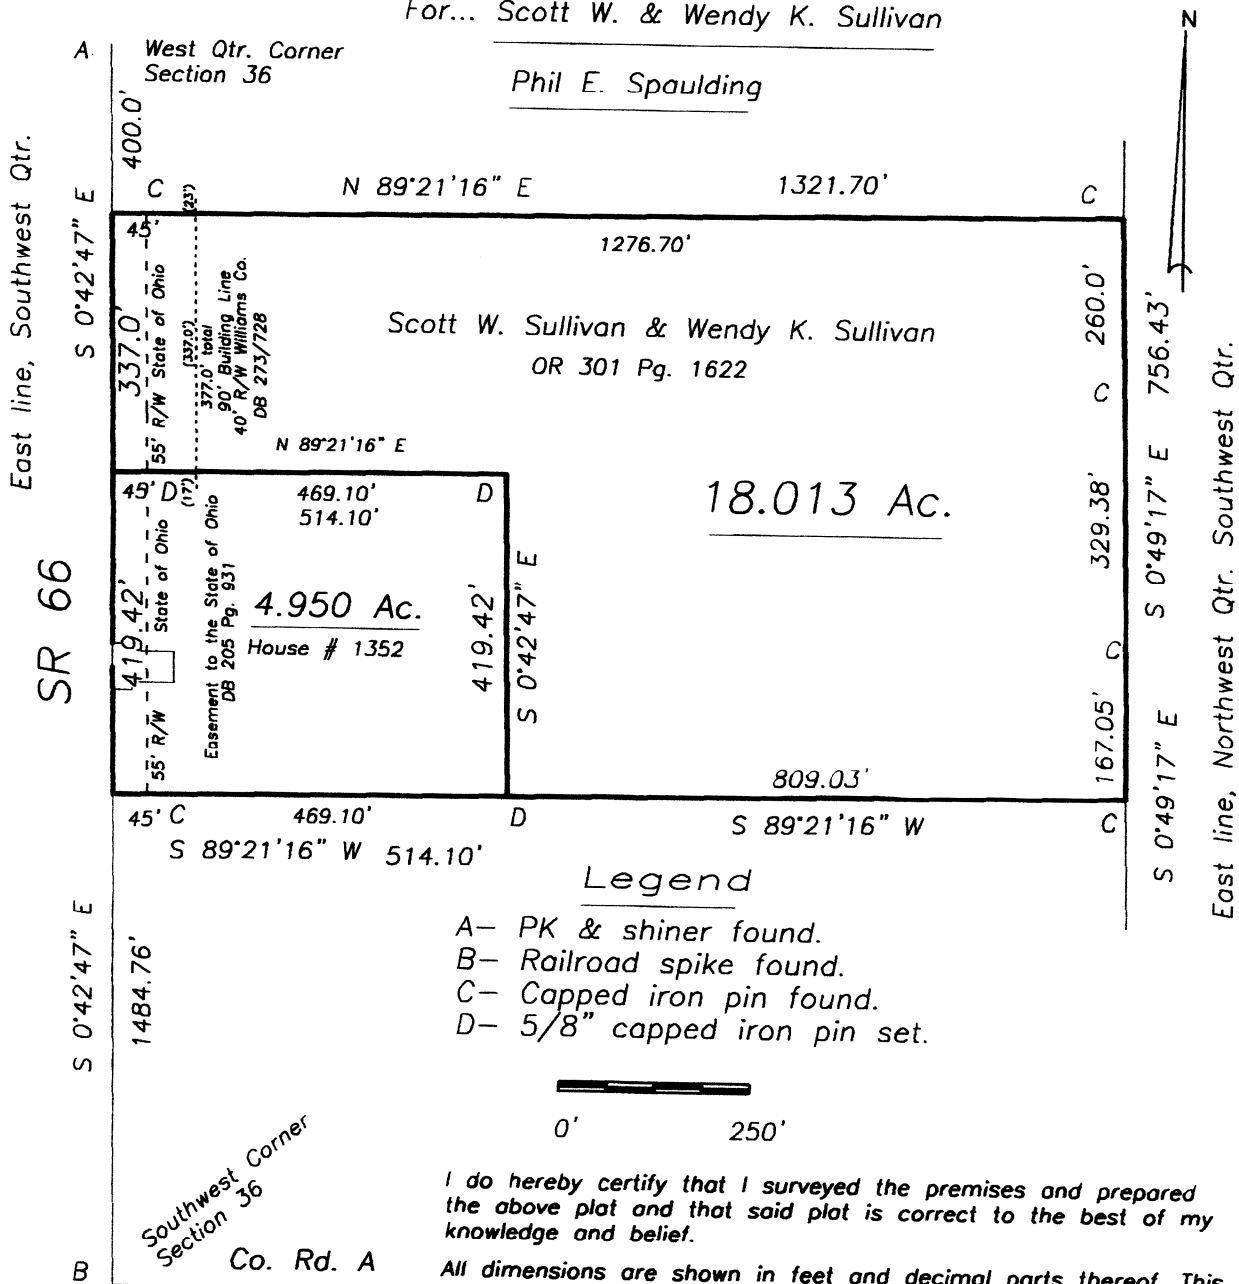 For... Scott W. & Wendy K. Sullivan
Phil E. Spaulding
N
A
West Qtr. Corner
Section 36
400.0'
East line, Southwest Qtr.
S 0°42'47" E
C
(23')
N 89°21'16" E
1321.70'
C
45'
1276.70'
337.0'
55' R/W State of Ohio
(337.0')
377.0' total
90' Building Line
40' R/W Williams Co.
DB 273/728
Scott W. Sullivan & Wendy K. Sullivan
OR 301 Pg. 1622
260.0'
C
756.43'
S 0°49'17" E
East line, Northwest Qtr. Southwest Qtr.
N 89°21'16" E
45' D
(17')
469.10'
D
514.10'
18.013 Ac.
329.38'
SR 66
419.42'
55' R/W State of Ohio
Easement to the State of Ohio
DB 205 Pg. 931
4.950 Ac.
House # 1352
419.42'
S 0°42'47" E
C
167.05'
S 0°49'17" E
809.03'
45' C
469.10'
D
S 89°21'16" W
C
S 89°21'16" W 514.10'
S 0°42'47" E
1484.76'
Legend
A– PK & shiner found.
B– Railroad spike found.
C– Capped iron pin found.
D– 5/8" capped iron pin set.
0' 250'
Southwest Corner
Section 36
B
Co. Rd. A
I do hereby certify that I surveyed the premises and prepared
the above plat and that said plat is correct to the best of my
knowledge and belief.
All dimensions are shown in feet and decimal parts thereof. This